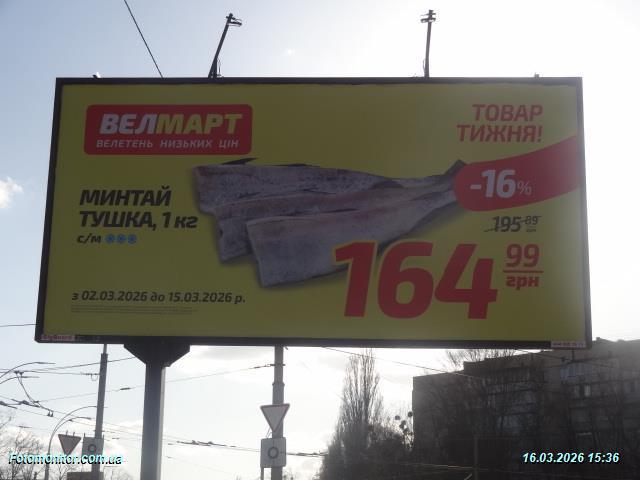 ВЕЛМАРТ
ВЕЛЕТЕНЬ НИЗЬКИХ ЦІН
ТОВАР
ТИЖНЯ!
-16%
МИНТАЙ
ТУШКА, 1 кг
с/м
195 89
грн
164 99
грн
з 02.03.2026 до 15.03.2026 р.
Fotomonitor.com.ua
16.03.2026 15:36